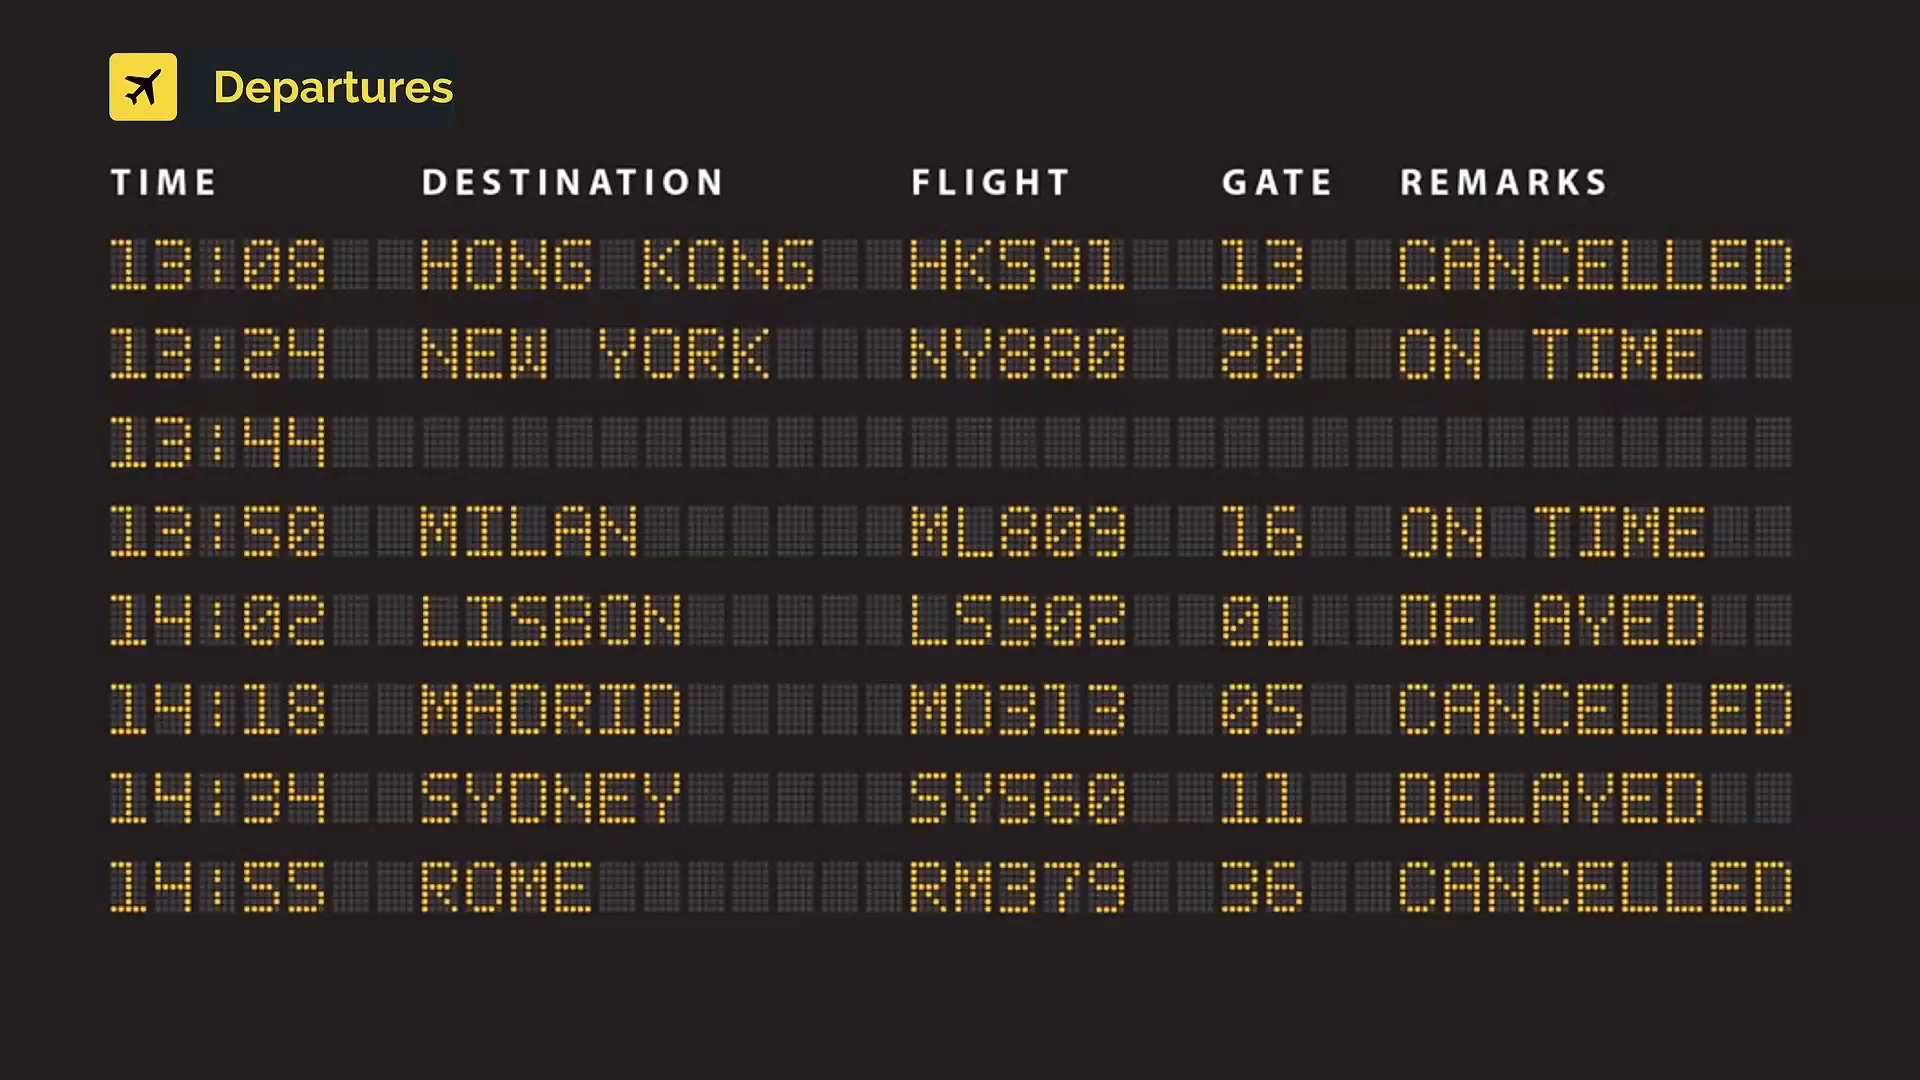 Departures
TIME DESTINATION FLIGHT GATE REMARKS
13:08 HONG KONG HK591 13 CANCELLED
13:24 NEW YORK NY880 20 ON TIME
13:44
13:50 MILAN ML809 16 ON TIME
14:02 LISBON LS302 01 DELAYED
14:18 MADRID MD313 05 CANCELLED
14:34 SYDNEY SY560 11 DELAYED
14:55 ROME RM379 36 CANCELLED